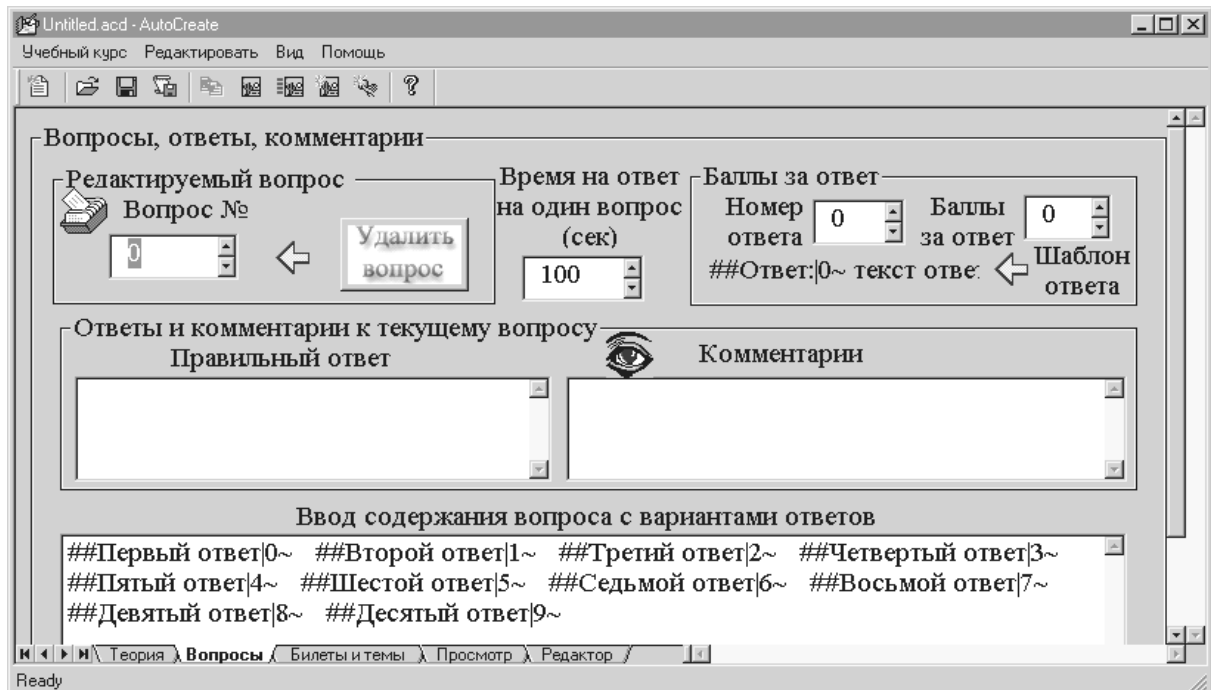 Untitled.acd - AutoCreate
Учебный курс Редактировать Вид Помощь
Вопросы, ответы, комментарии
Редактируемый вопрос
Вопрос №
0
Удалить
вопрос
Время на ответ
на один вопрос
(сек)
100
Баллы за ответ
Номер
ответа
0
Баллы
за ответ
0
##Ответ:|0~ текст отве
Шаблон
ответа
Ответы и комментарии к текущему вопросу
Правильный ответ
Комментарии
Ввод содержания вопроса с вариантами ответов
##Первый ответ|0~ ##Второй ответ|1~ ##Третий ответ|2~ ##Четвертый ответ|3~
##Пятый ответ|4~ ##Шестой ответ|5~ ##Седьмой ответ|6~ ##Восьмой ответ|7~
##Девятый ответ|8~ ##Десятый ответ|9~
Теория Вопросы Билеты и темы Просмотр Редактор
Ready